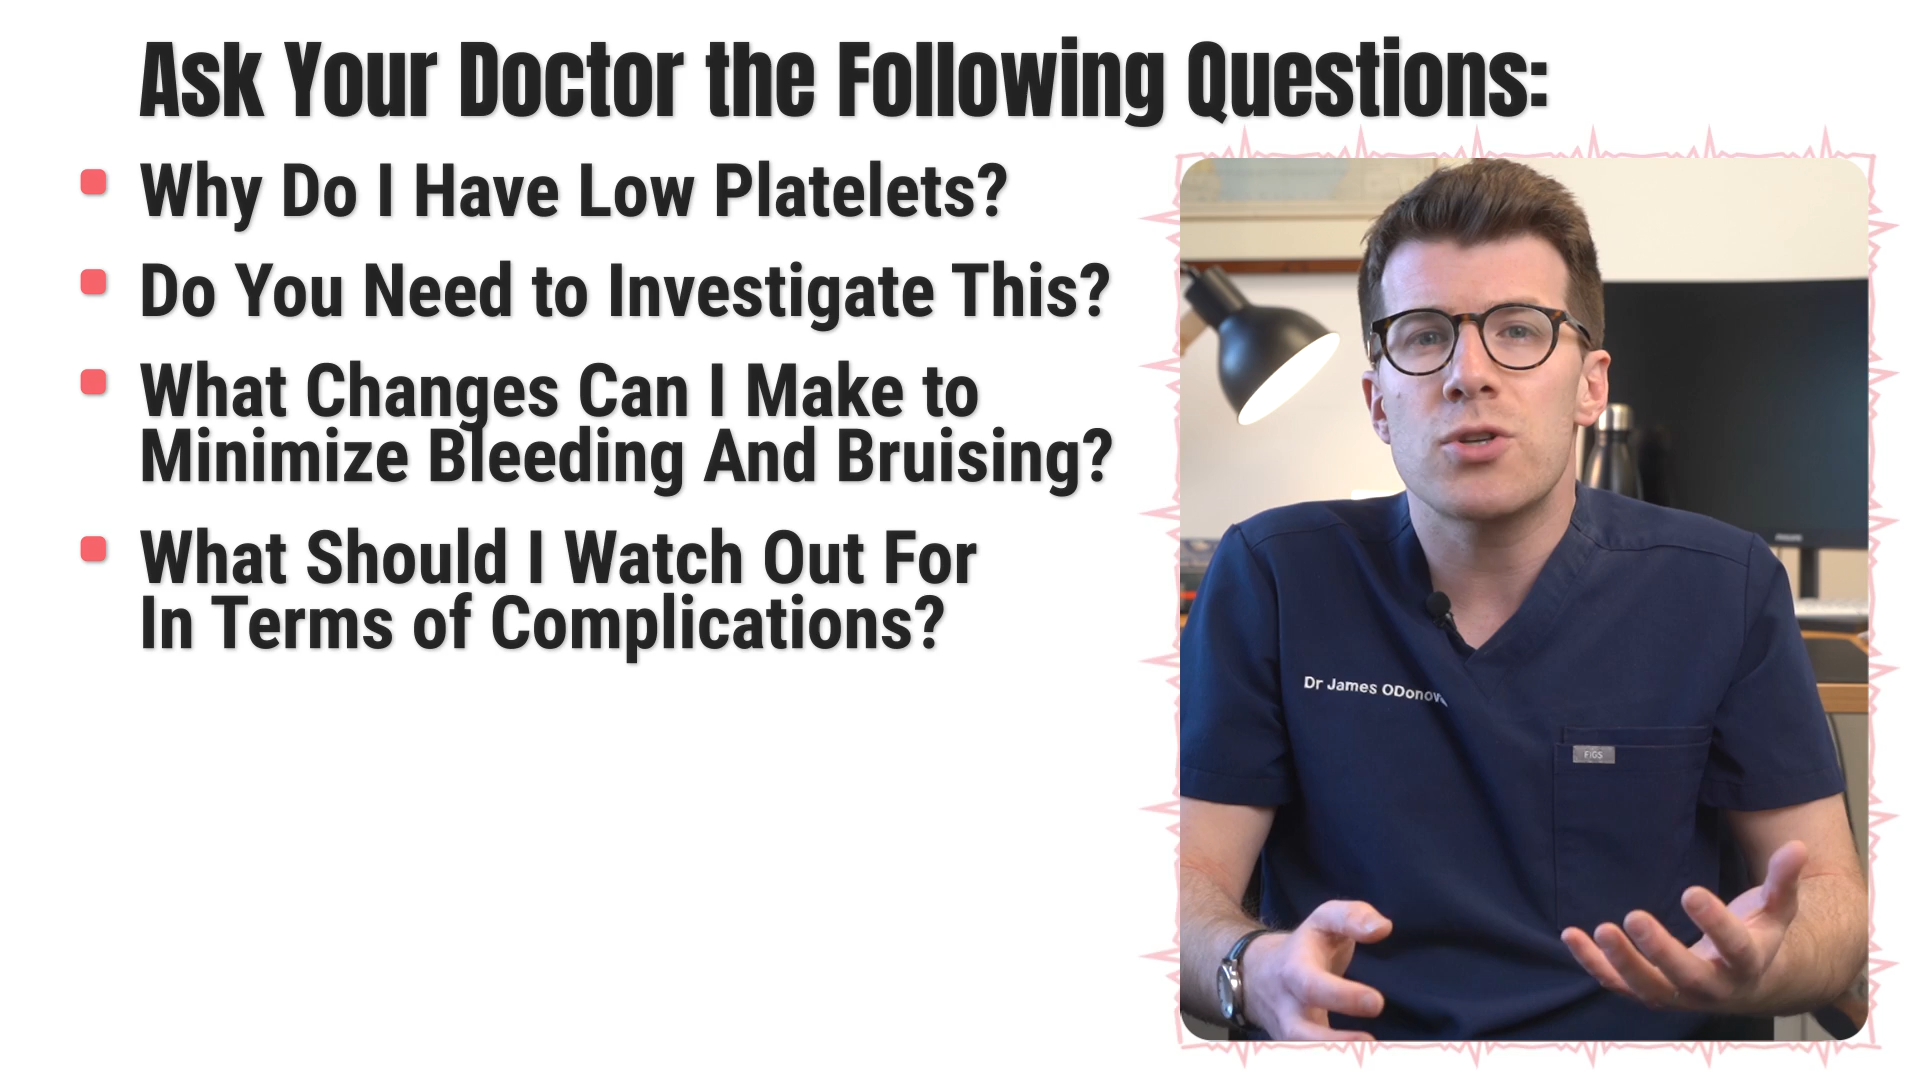 Ask Your Doctor the Following Questions:
Why Do I Have Low Platelets?
Do You Need to Investigate This?
What Changes Can I Make to
Minimize Bleeding And Bruising?
What Should I Watch Out For
In Terms of Complications?
Dr James ODonov
FIGS